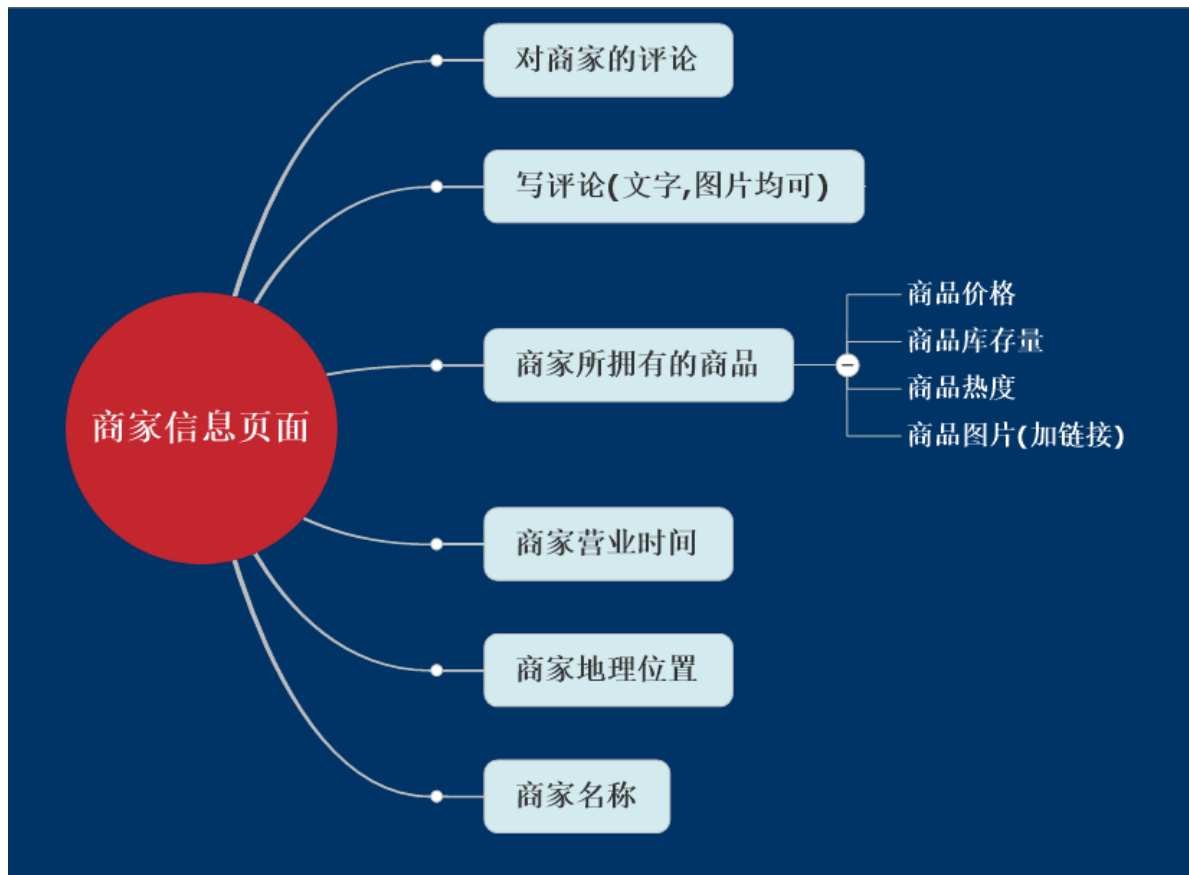 对商家的评论
写评论(文字,图片均可)
商品价格
商品库存量
商家所拥有的商品
商品热度
商家信息页面
商品图片(加链接)
商家营业时间
商家地理位置
商家名称